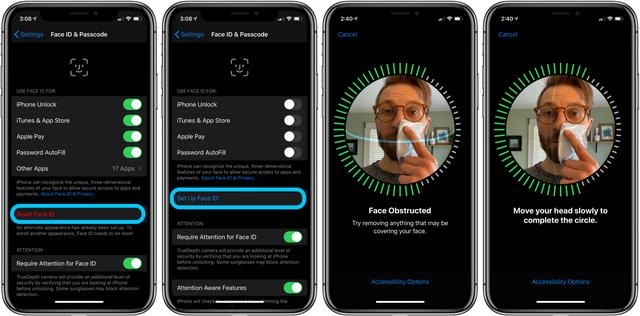 3:08
Settings
Face ID & Passcode
USE FACE ID FOR:
iPhone Unlock
iTunes & App Store
Apple Pay
Password AutoFill
Other Apps
17 Apps
iPhone can recognize the unique, three-dimensional
features of your face to allow secure access to apps and
payments. About Face ID & Privacy...
Reset Face ID
An alternate appearance has already been set up. To
enroll another appearance, Face ID needs to be reset.
ATTENTION
Require Attention for Face ID
TrueDepth camera will provide an additional level of
security by verifying that you are looking at iPhone
before unlocking. Some sunglasses may block attention
detection.
3:08
Settings
Face ID & Passcode
USE FACE ID FOR:
iPhone Unlock
iTunes & App Store
Apple Pay
Password AutoFill
iPhone can recognize the unique, three-dimensional
features of your face to allow secure access to apps and
payments. About Face ID & Privacy...
Set Up Face ID
ATTENTION
Require Attention for Face ID
TrueDepth camera will provide an additional level of
security by verifying that you are looking at iPhone
before unlocking. Some sunglasses may block attention
detection.
Attention Aware Features
iPhone will check for attention before dimming the
2:40
Cancel
Face Obstructed
Try removing anything that may be
covering your face.
Accessibility Options
2:40
Cancel
Move your head slowly to
complete the circle.
Accessibility Options